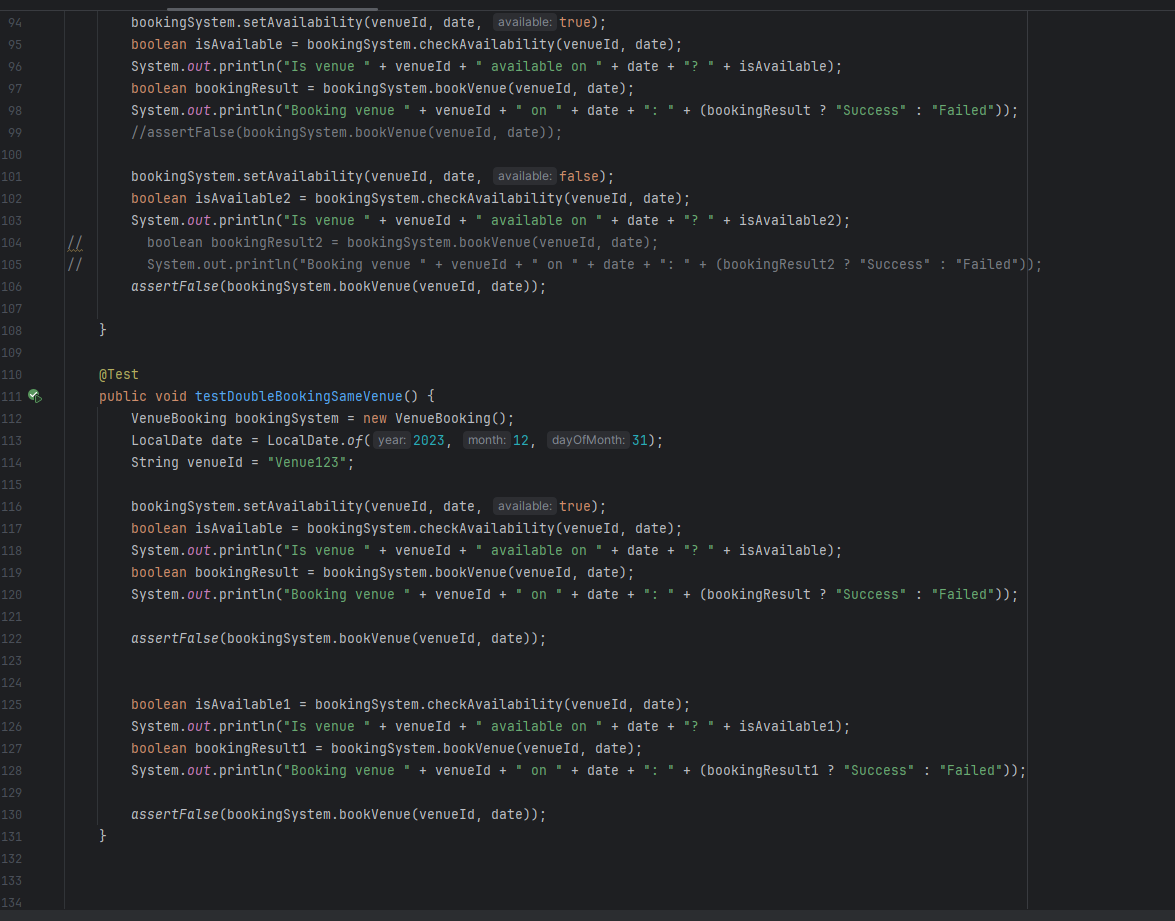 94 bookingSystem.setAvailability(venueId, date, available: true);
95 boolean isAvailable = bookingSystem.checkAvailability(venueId, date);
96 System.out.println("Is venue " + venueId + " available on " + date + "? " + isAvailable);
97 boolean bookingResult = bookingSystem.bookVenue(venueId, date);
98 System.out.println("Booking venue " + venueId + " on " + date + ": " + (bookingResult ? "Success" : "Failed"));
99 //assertFalse(bookingSystem.bookVenue(venueId, date));
100
101 bookingSystem.setAvailability(venueId, date, available: false);
102 boolean isAvailable2 = bookingSystem.checkAvailability(venueId, date);
103 System.out.println("Is venue " + venueId + " available on " + date + "? " + isAvailable2);
104 // boolean bookingResult2 = bookingSystem.bookVenue(venueId, date);
105 // System.out.println("Booking venue " + venueId + " on " + date + ": " + (bookingResult2 ? "Success" : "Failed"));
106 assertFalse(bookingSystem.bookVenue(venueId, date));
107
108 }
109
110 @Test
111 public void testDoubleBookingSameVenue() {
112 VenueBooking bookingSystem = new VenueBooking();
113 LocalDate date = LocalDate.of( year: 2023, month: 12, dayOfMonth: 31);
114 String venueId = "Venue123";
115
116 bookingSystem.setAvailability(venueId, date, available: true);
117 boolean isAvailable = bookingSystem.checkAvailability(venueId, date);
118 System.out.println("Is venue " + venueId + " available on " + date + "? " + isAvailable);
119 boolean bookingResult = bookingSystem.bookVenue(venueId, date);
120 System.out.println("Booking venue " + venueId + " on " + date + ": " + (bookingResult ? "Success" : "Failed"));
121
122 assertFalse(bookingSystem.bookVenue(venueId, date));
123
124
125 boolean isAvailable1 = bookingSystem.checkAvailability(venueId, date);
126 System.out.println("Is venue " + venueId + " available on " + date + "? " + isAvailable1);
127 boolean bookingResult1 = bookingSystem.bookVenue(venueId, date);
128 System.out.println("Booking venue " + venueId + " on " + date + ": " + (bookingResult1 ? "Success" : "Failed"));
129
130 assertFalse(bookingSystem.bookVenue(venueId, date));
131 }
132
133
134